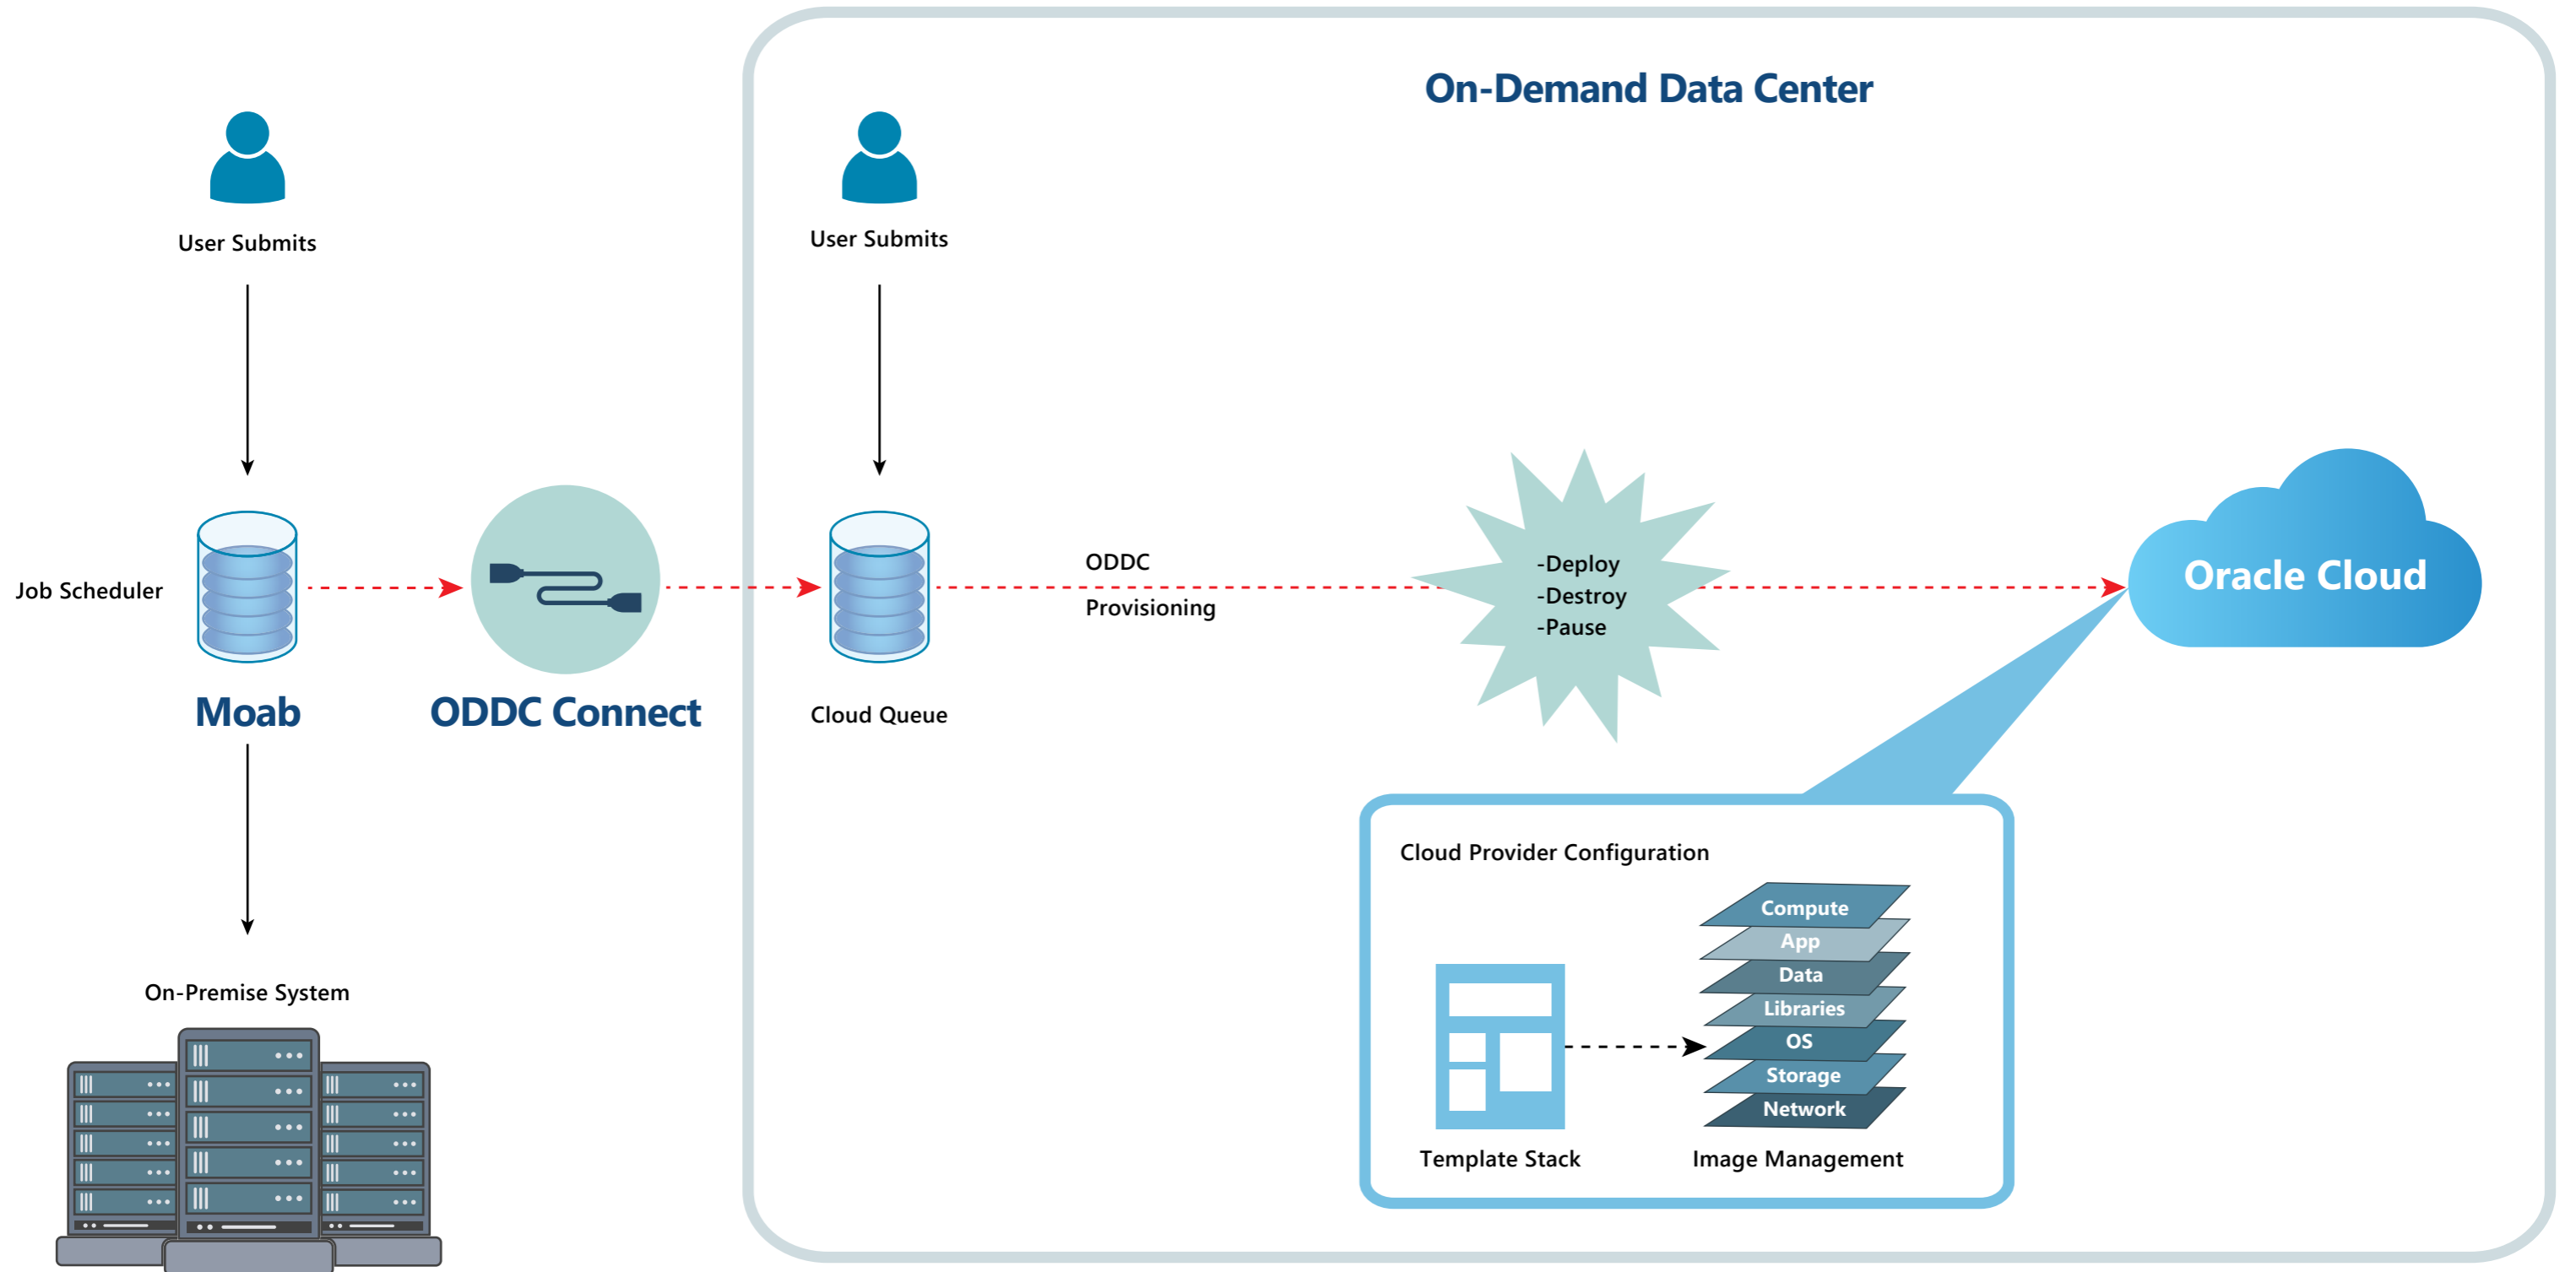 On-Demand Data Center
User Submits
User Submits
Job Scheduler
Moab
ODDC Connect
Cloud Queue
ODDC
Provisioning
-Deploy
-Destroy
-Pause
Oracle Cloud
On-Premise System
Cloud Provider Configuration
Compute
App
Data
Libraries
OS
Storage
Network
Template Stack
Image Management